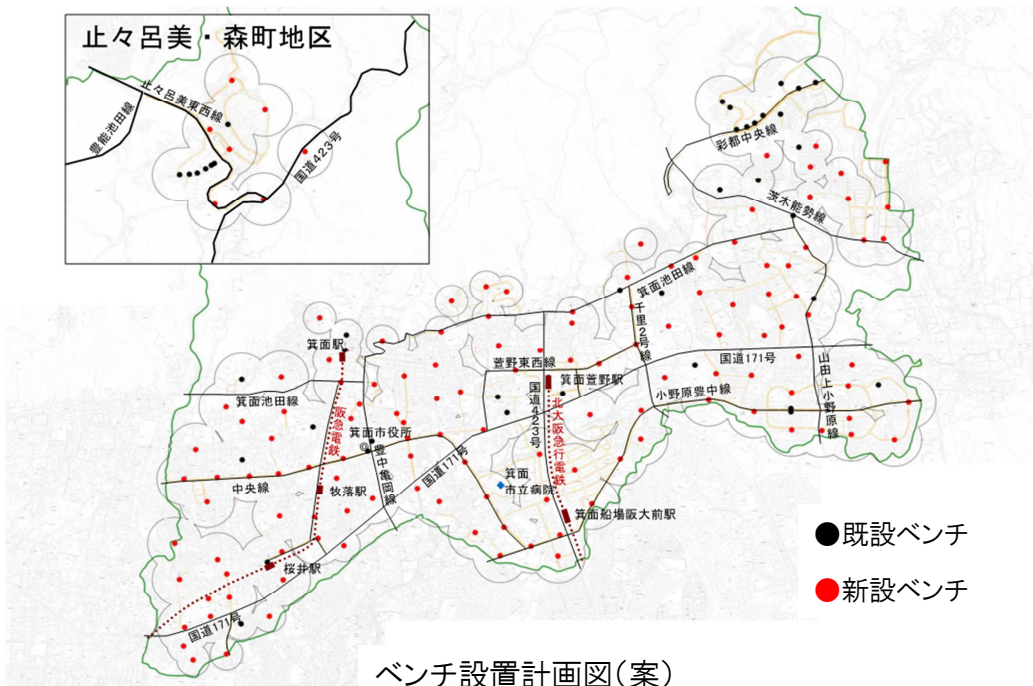 止々呂美・森町地区
止々呂美東西線
豊能池田線
国道423号
彩都中央線
茨木能勢線
箕面池田線
千里2号線
国道171号
山田上小野原線
小野原豊中線
萱野東西線
箕面萱野駅
国道423号
北大阪急行電鉄
箕面駅
箕面池田線
阪急電鉄
箕面市役所
豊中亀岡線
国道171号
箕面
市立病院
中央線
牧落駅
箕面船場阪大前駅
桜井駅
国道171号
既設ベンチ
新設ベンチ
ベンチ設置計画図(案)